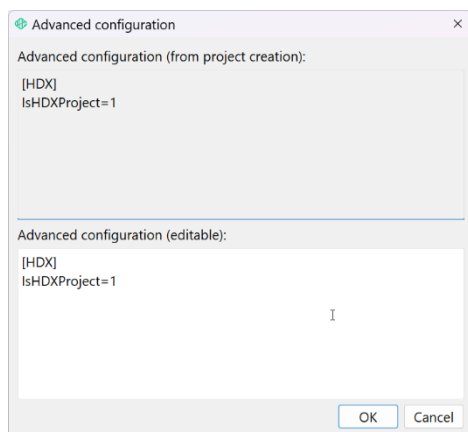 Advanced configuration
Advanced configuration (from project creation):
[HDX]
IsHDXProject=1
Advanced configuration (editable):
[HDX]
IsHDXProject=1
OK Cancel